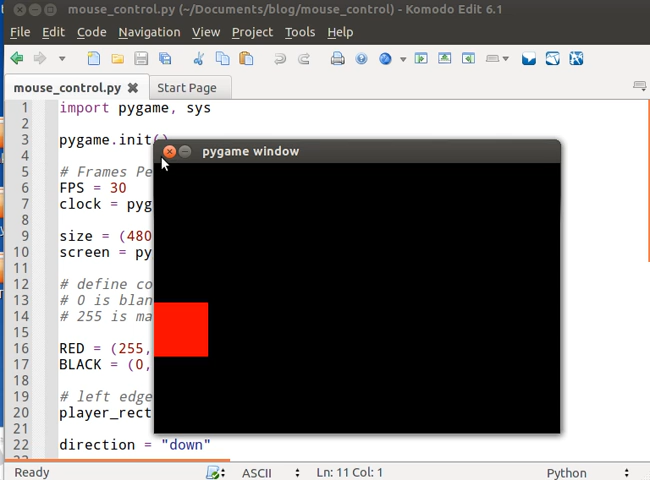 mouse_control.py (~/Documents/blog/mouse_control) - Komodo Edit 6.1
File Edit Code Navigation View Project Tools Help
mouse_control.py Start Page
1 import pygame, sys
2
3 pygame.init()
4
pygame window
5 # Frames Pe
6 FPS = 30
7 clock = pyg
8
9 size = (480
10 screen = py
11
12 # define co
13 # 0 is blan
14 # 255 is ma
15
16 RED = (255,
17 BLACK = (0,
18
19 # left edge
20 player_rect
21
22 direction = "down"
Ready ASCII Ln: 11 Col: 1 Python